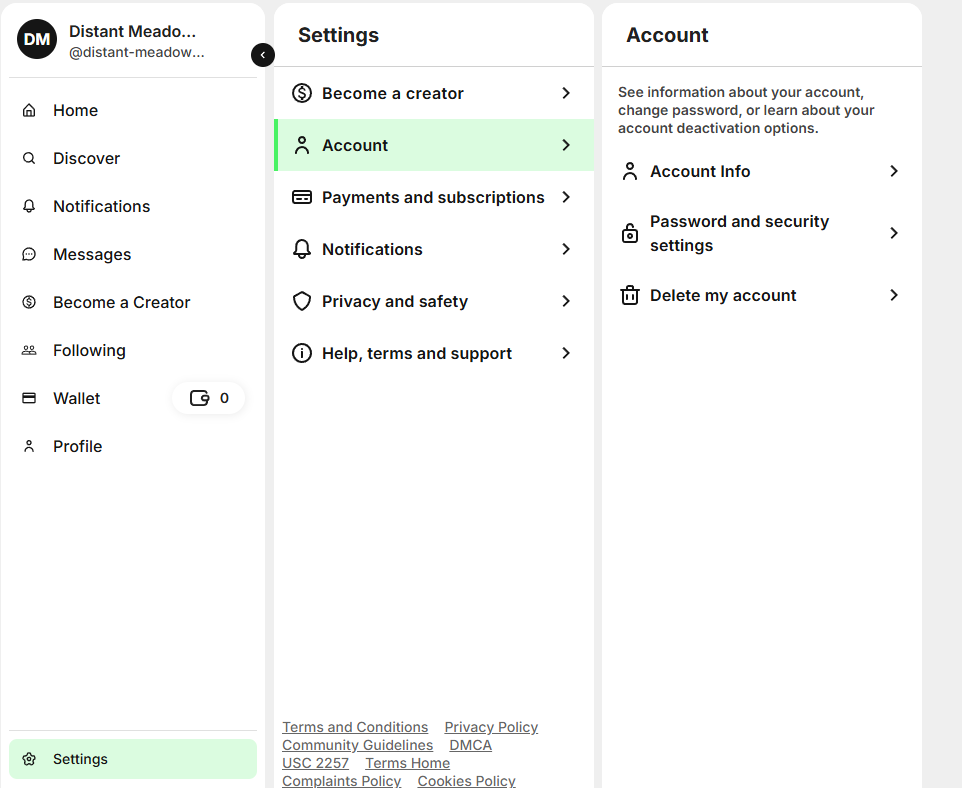 DM
Distant Meado...
@distant-meadow...
Home
Discover
Notifications
Messages
Become a Creator
Following
Wallet
0
Profile
Settings
Settings
Become a creator
Account
Payments and subscriptions
Notifications
Privacy and safety
Help, terms and support
Terms and Conditions Privacy Policy
Community Guidelines DMCA
USC 2257 Terms Home
Complaints Policy Cookies Policy
Account
See information about your account,
change password, or learn about your
account deactivation options.
Account Info
Password and security
settings
Delete my account